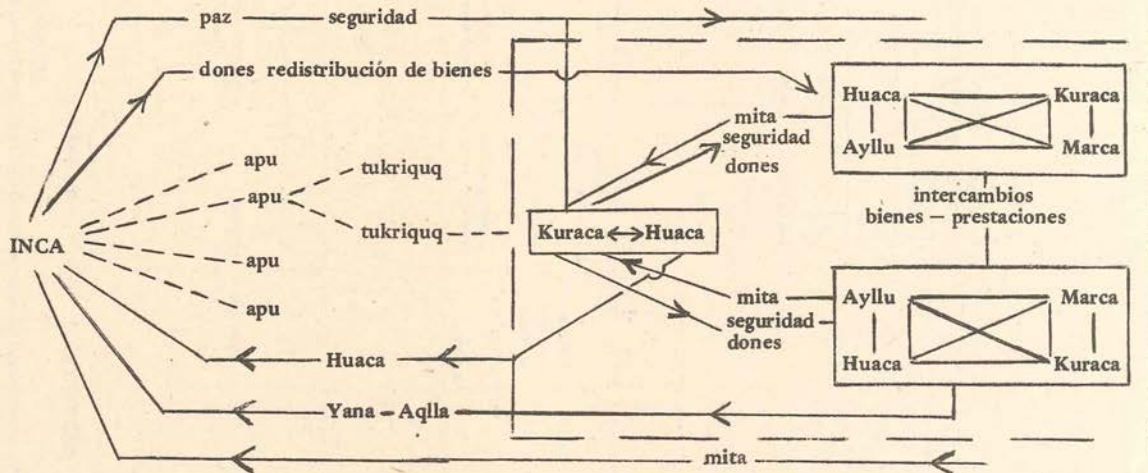 paz seguridad
dones redistribución de bienes
Huaca Kuraca
mita
seguridad
Ayllu Marca
dones
apu tukriquq
apu
intercambios
bienes – prestaciones
tukriquq
Kuraca Huaca
INCA
apu
apu
mita Ayllu Marca
seguridad
dones
Huaca Kuraca
Huaca
Yana – Aqlla
mita